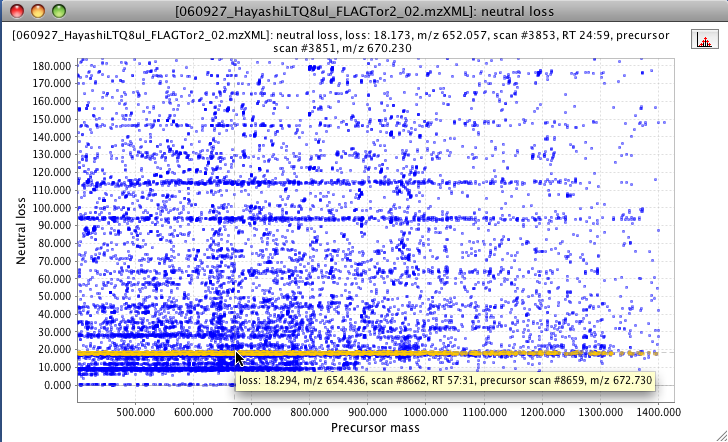 [060927_HayashiLTQ8ul_FLAGTor2_02.mzXML]: neutral loss
[060927_HayashiLTQ8ul_FLAGTor2_02.mzXML]: neutral loss, loss: 18.173, m/z 652.057, scan #3853, RT 24:59, precursor
scan #3851, m/z 670.230
180.000
170.000
160.000
150.000
140.000
130.000
120.000
110.000
100.000
90.000
80.000
70.000
60.000
50.000
40.000
30.000
20.000
10.000
0.000
Neutral loss
loss: 18.294, m/z 654.436, scan #8662, RT 57:31, precursor scan #8659, m/z 672.730
500.000 600.000 700.000 800.000 900.000 1000.000 1100.000 1200.000 1300.000 1400.000
Precursor mass